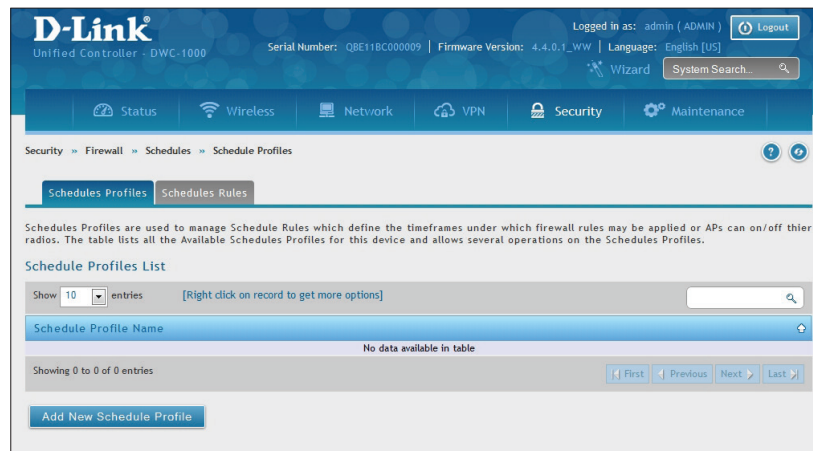 D-Link®
Unified Controller - DWC-1000
Serial Number: QBE11BC000009 | Firmware Version: 4.4.0.1_WW | Language: English [US]
Logged in as: admin ( ADMIN )
Logout
Wizard
System Search...
Status
Wireless
Network
VPN
Security
Maintenance
Security » Firewall » Schedules » Schedule Profiles
Schedules Profiles
Schedules Rules
Schedules Profiles are used to manage Schedule Rules which define the timeframes under which firewall rules may be applied or APs can on/off thier
radios. The table lists all the Available Schedules Profiles for this device and allows several operations on the Schedules Profiles.
Schedule Profiles List
Show 10 entries [Right click on record to get more options]
Schedule Profile Name
No data available in table
Showing 0 to 0 of 0 entries
First Previous Next Last
Add New Schedule Profile